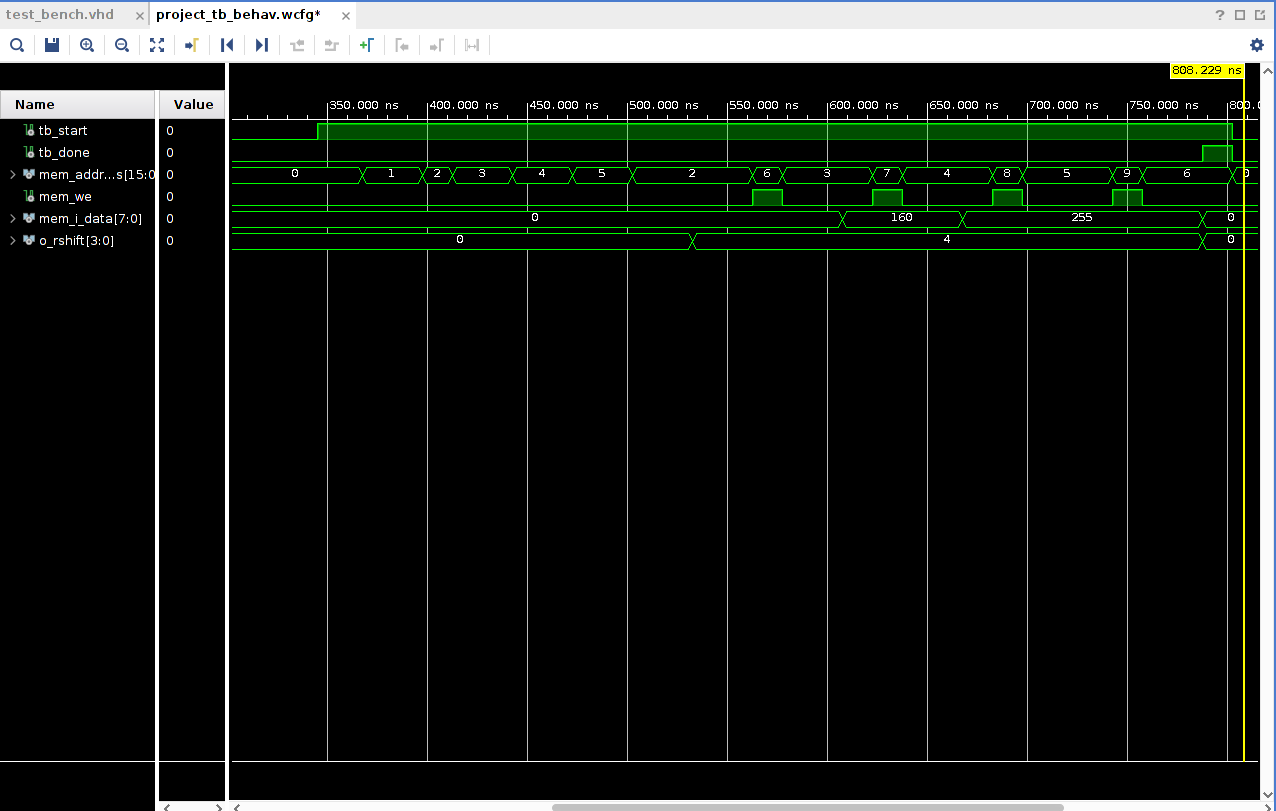 test_bench.vhd × project_tb_behav.wcfg* × ?
808.229 ns
Name Value 350.000 ns 400.000 ns 450.000 ns 500.000 ns 550.000 ns 600.000 ns 650.000 ns 700.000 ns 750.000 ns 800.(
tb_start 0
tb_done 0
mem_addr...s[15:0 0 0 1 2 3 4 5 2 6 3 7 4 8 5 9 6 0
mem_we 0
mem_i_data[7:0] 0 0 160 255 0
o_rshift[3:0] 0 0 4 0